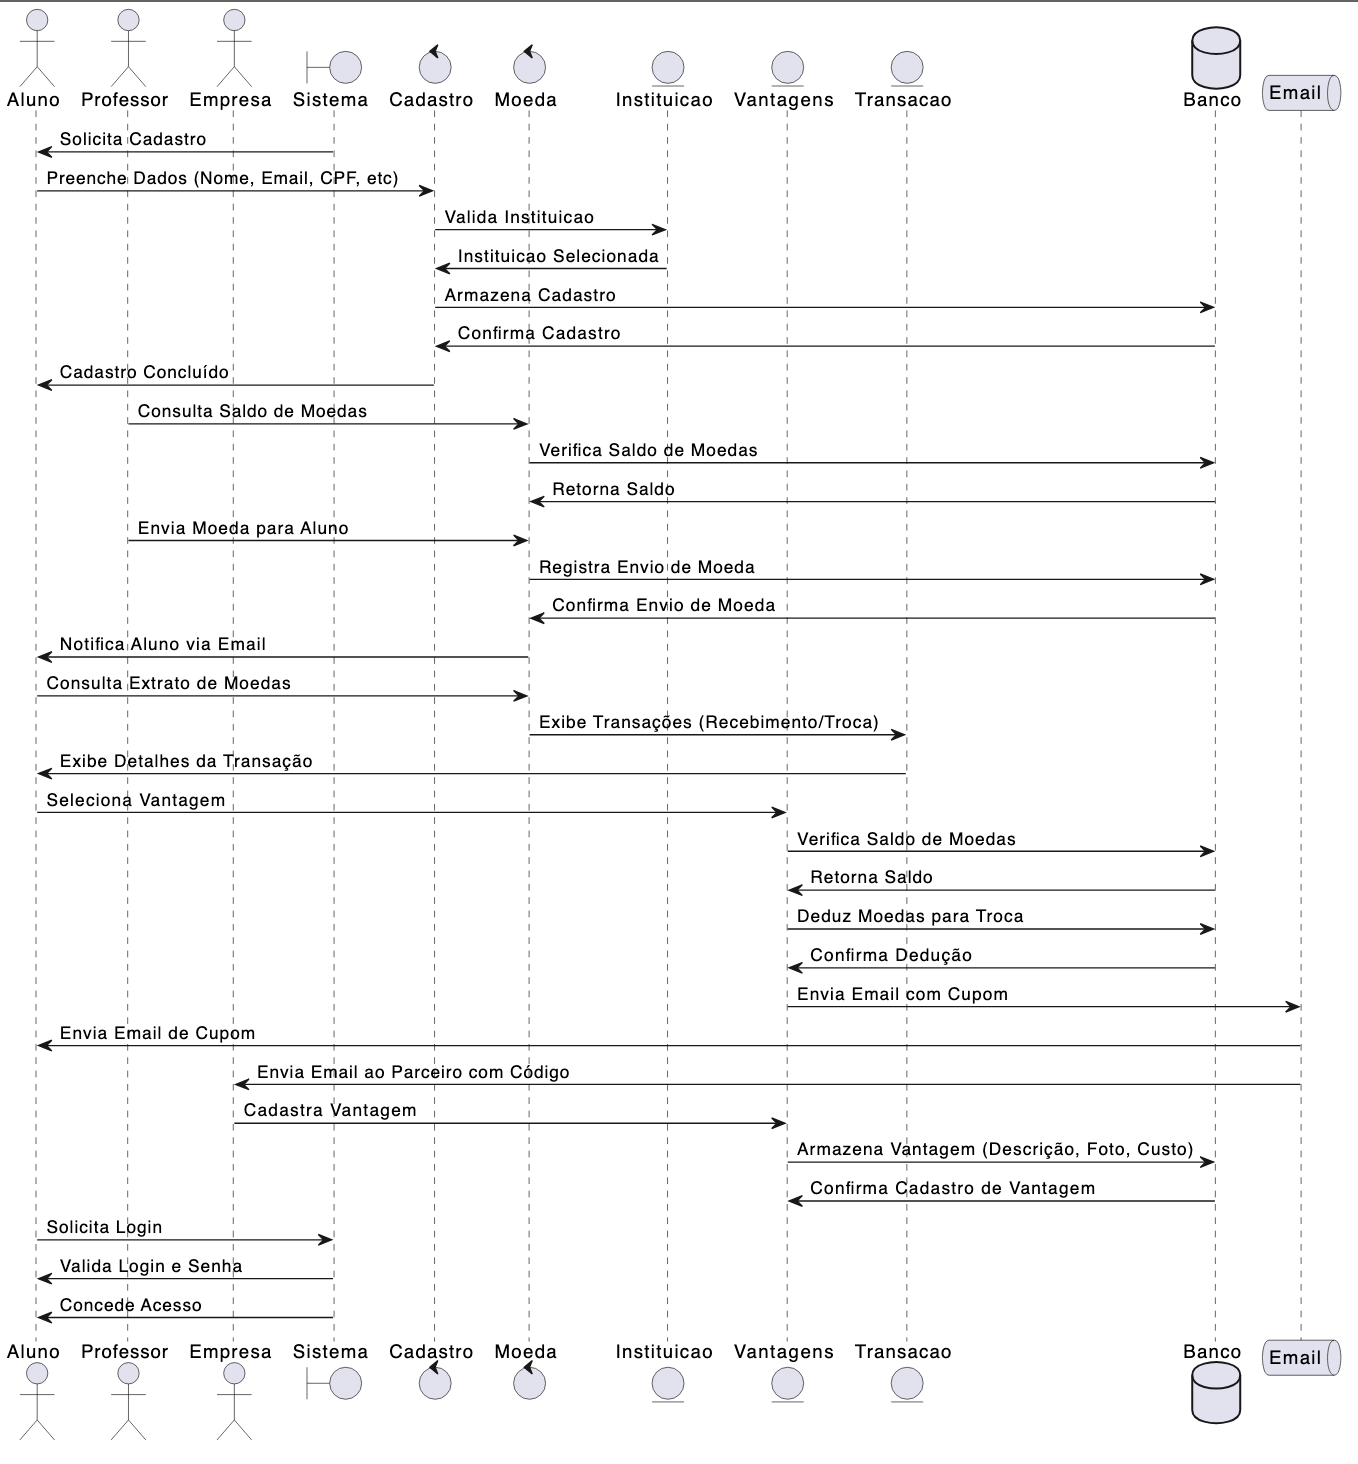 Aluno Professor Empresa Sistema Cadastro Moeda Instituicao Vantagens Transacao Banco Email
Solicita Cadastro
Preenche Dados (Nome, Email, CPF, etc)
Valida Instituicao
Instituicao Selecionada
Armazena Cadastro
Confirma Cadastro
Cadastro Concluído
Consulta Saldo de Moedas
Verifica Saldo de Moedas
Retorna Saldo
Envia Moeda para Aluno
Registra Envio de Moeda
Confirma Envio de Moeda
Notifica Aluno via Email
Consulta Extrato de Moedas
Exibe Transações (Recebimento/Troca)
Exibe Detalhes da Transação
Seleciona Vantagem
Verifica Saldo de Moedas
Retorna Saldo
Deduz Moedas para Troca
Confirma Dedução
Envia Email com Cupom
Envia Email de Cupom
Envia Email ao Parceiro com Código
Cadastra Vantagem
Armazena Vantagem (Descrição, Foto, Custo)
Confirma Cadastro de Vantagem
Solicita Login
Valida Login e Senha
Concede Acesso
Aluno Professor Empresa Sistema Cadastro Moeda Instituicao Vantagens Transacao Banco Email